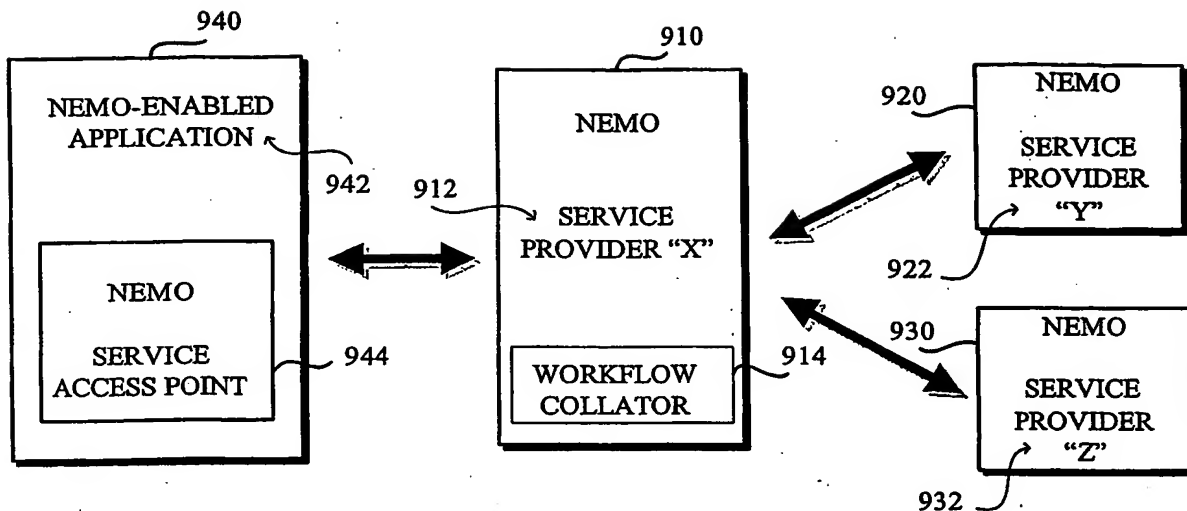 940
NEMO-ENABLED
APPLICATION
942
NEMO
SERVICE
ACCESS POINT
944
910
NEMO
912
SERVICE
PROVIDER “X”
WORKFLOW
COLLATOR
914
920
NEMO
SERVICE
PROVIDER
“Y”
922
930
NEMO
SERVICE
PROVIDER
“Z”
932